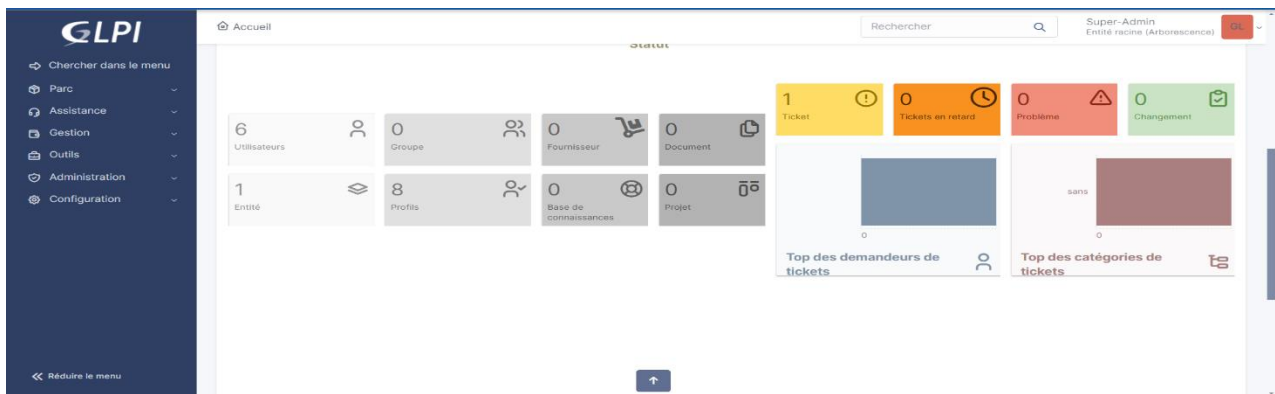 GLPI
Accueil
Rechercher
Super-Admin
Entité racine (Arborescence)
GL
Chercher dans le menu
Parc
Assistance
Gestion
Outils
Administration
Configuration
Réduire le menu
Statut
6
Utilisateurs
0
Groupe
0
Fournisseur
0
Document
1
Entité
8
Profils
0
Base de
connaissances
0
Projet
1
Ticket
0
Tickets en retard
0
Problème
0
Changement
0
Top des demandeurs de
tickets
sans
0
Top des catégories de
tickets